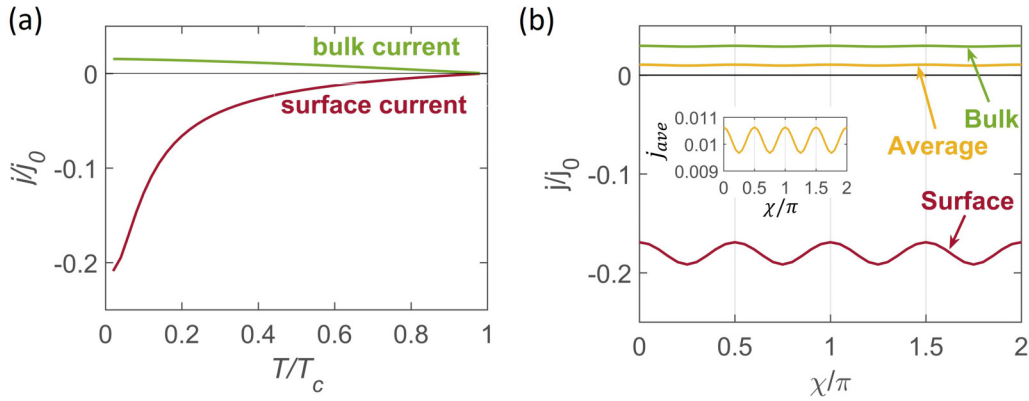 (a)
bulk current
0
surface current
-0.1
-0.2
j/j0
0
0.2
0.4
0.6
0.8
1
T/Tc
(b)
0
Bulk
Average
0.011
0.01
0.009
jave
0
0.5
1
1.5
2
χ/π
-0.1
Surface
-0.2
j/j0
0
0.5
1
1.5
2
χ/π